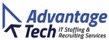 Advantage
Tech
IT Staffing &
Recruiting Services